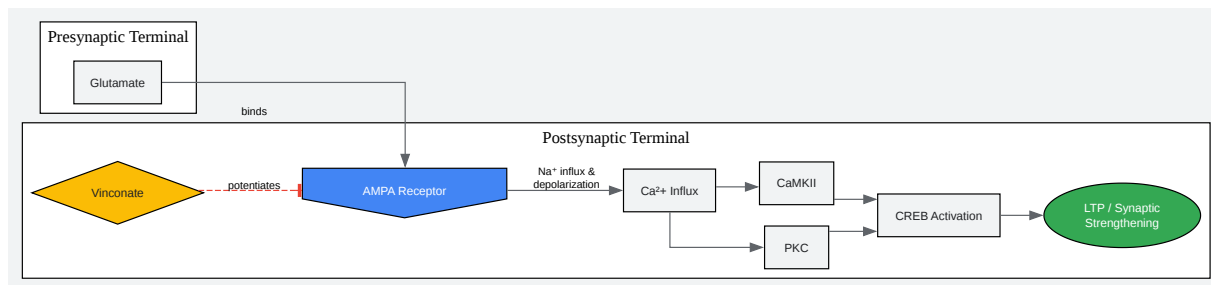 Presynaptic Terminal
Glutamate
binds
Postsynaptic Terminal
Vinconate
potentiates
AMPA Receptor
Na⁺ influx &
depolarization
Ca²+ Influx
CaMKII
PKC
CREB Activation
LTP / Synaptic
Strengthening